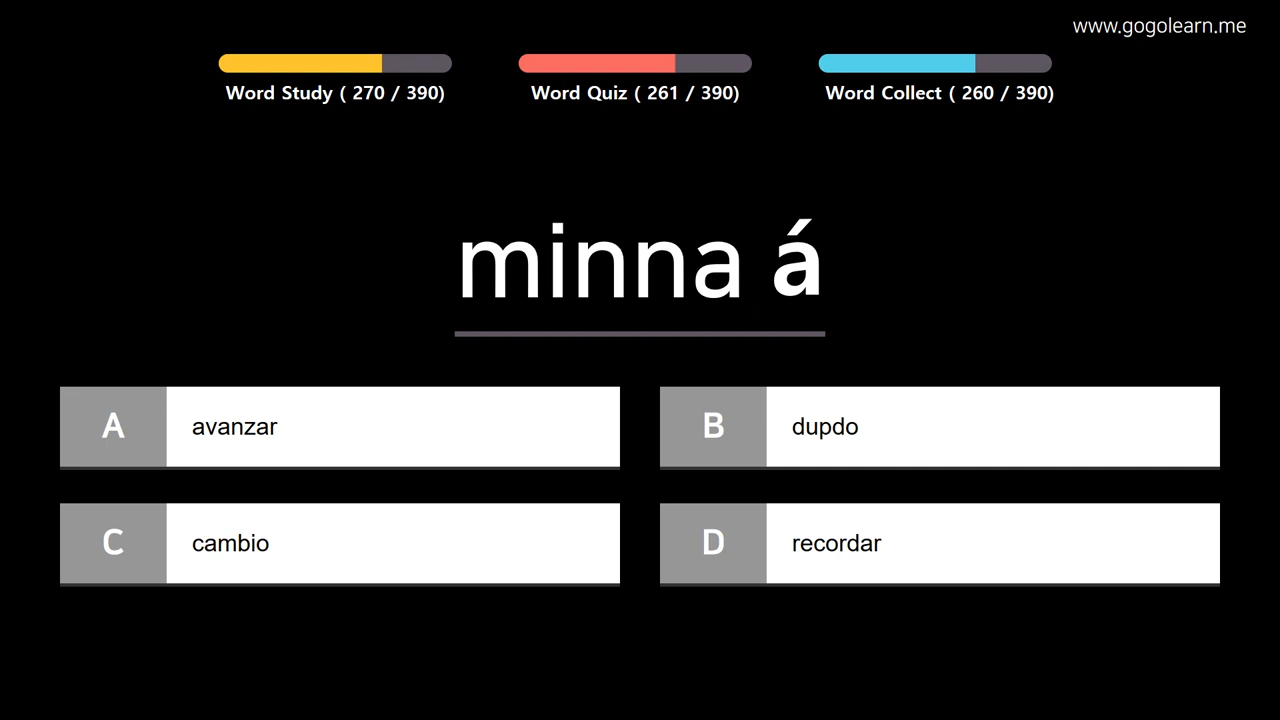 www.gogolearn.me
Word Study ( 270 / 390)
Word Quiz ( 261 / 390)
Word Collect ( 260 / 390)
minna á
A avanzar
B dupdo
C cambio
D recordar